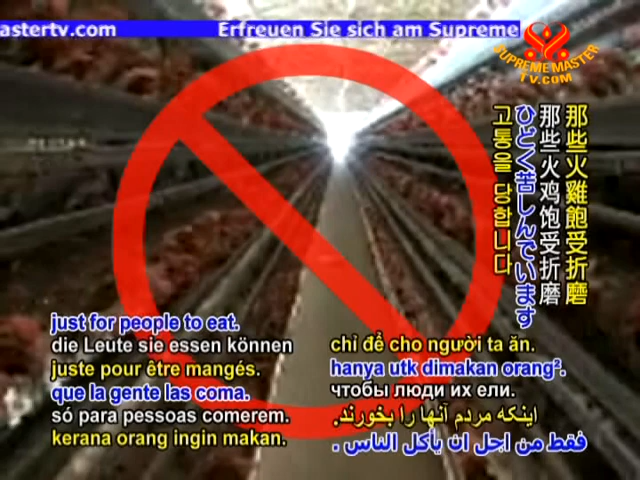 astertv.com
Erfreuen Sie sich am Supreme
SUPREME MASTER
TV.COM
那些火雞飽受折磨
那些火鸡饱受折磨
ひどく苦しんでいます
고통을 당합니다
just for people to eat.
die Leute sie essen können
juste pour être mangés.
que la gente las coma.
só para pessoas comerem.
kerana orang ingin makan.
chỉ để cho người ta ăn.
hanya utk dimakan orang².
чтобы люди их ели.
اینکه مردم آنها را بخورند.
فقط من اجل ان يأكل الناس .